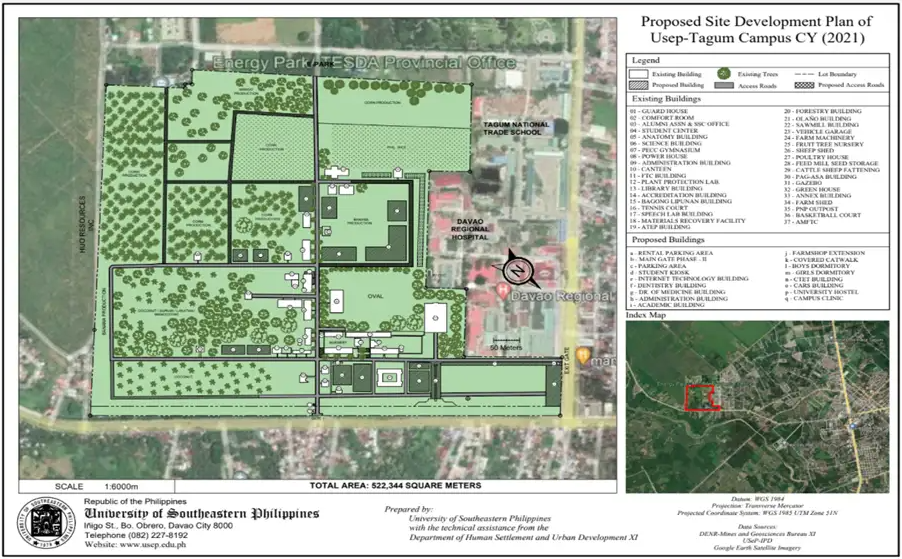 Proposed Site Development Plan of
Usep-Tagum Campus CY (2021)
Legend
Existing Building
Existing Trees
Lot Boundary
Proposed Building
Access Roads
Proposed Access Roads
Existing Buildings
01 - GUARD HOUSE
02 - COMFORT ROOM
03 - ALUMNI ASSN & SSC OFFICE
04 - STUDENT CENTER
05 - ANATOMY BUILDING
06 - SCIENCE BUILDING
07 - PECC GYMNASIUM
08 - POWER HOUSE
09 - ADMINISTRATION BUILDING
10 - CANTEEN
11 - FTC BUILDING
12 - PLANT PROTECTION LAB.
13 - LIBRARY BUILDING
14 - ACCREDITATION BUILDING
15 - BAGONG LIPUNAN BUILDING
16 - TENNIS COURT
17 - SPEECH LAB BUILDING
18 - MATERIALS RECOVERY FACILITY
19 - ATEP BUILDING
20 - FORESTRY BUILDING
21 - OLAÑO BUILDING
22 - SAWMILL BUILDING
23 - VEHICLE GARAGE
24 - FARM MACHINERY
25 - FRUIT TREE NURSERY
26 - SHEEP SHED
27 - POULTRY HOUSE
28 - FEED MILL SEED STORAGE
29 - CATTLE SHEEP FATTENING
30 - PAG-ASA BUILDING
31 - GAZEBO
32 - GREEN HOUSE
33 - ANNEX BUILDING
34 - FARM SHED
35 - PNP OUTPOST
36 - BASKETBALL COURT
37 - AMFTC
Proposed Buildings
a - RENTAL PARKING AREA
b - MAIN GATE PHASE - II
c - PARKING AREA
d - STUDENT KIOSK
e - INTERNET TECHNOLOGY BUILDING
f - DENTISTRY BUILDING
g - DR. OF MEDICINE BUILDING
h - ADMINISTRATION BUILDING
i - ACADEMIC BUILDING
j - FARMSHOP EXTENSION
k - COVERED CATWALK
l - BOYS DORMITORY
m - GIRLS DORMITORY
n - CTET BUILDING
o - CARS BUILDING
p - UNIVERSITY HOSTEL
q - CAMPUS CLINIC
Index Map
Energy Park
ESDA Provincial Office
E-PARK
CORN PRODUCTION
TAGUM NATIONAL
TRADE SCHOOL
HIJO RESOURCES
INC
DAVAO
REGIONAL
HOSPITAL
N
Davao Regional
BANANA PRODUCTION
OVAL
NURSERY
50 Meters
EXIT GATE
SCALE 1:6000m
TOTAL AREA: 522,344 SQUARE METERS
Republic of the Philippines
University of Southeastern Philippines
Iñigo St., Bo. Obrero, Davao City 8000
Telephone (082) 227-8192
Website: www.usep.edu.ph
Prepared by:
University of Southeastern Philippines
with the technical assistance from the
Department of Human Settlement and Urban Development XI
Datum: WGS 1984
Projection: Transverse Mercator
Projected Coordinate System: WGS 1985 UTM Zone 51N
Data Sources:
DENR-Mines and Geosciences Bureau XI
USeP-IPD
Google Earth Satellite Imagery